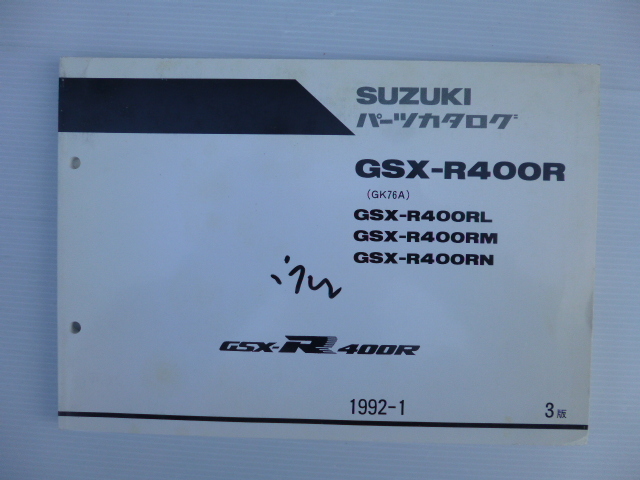 SUZUKI
パーツカタログ
GSX-R400R
(GK76A)
GSX-R400RL
GSX-R400RM
GSX-R400RN
GSX-R400R
1992-1
3版